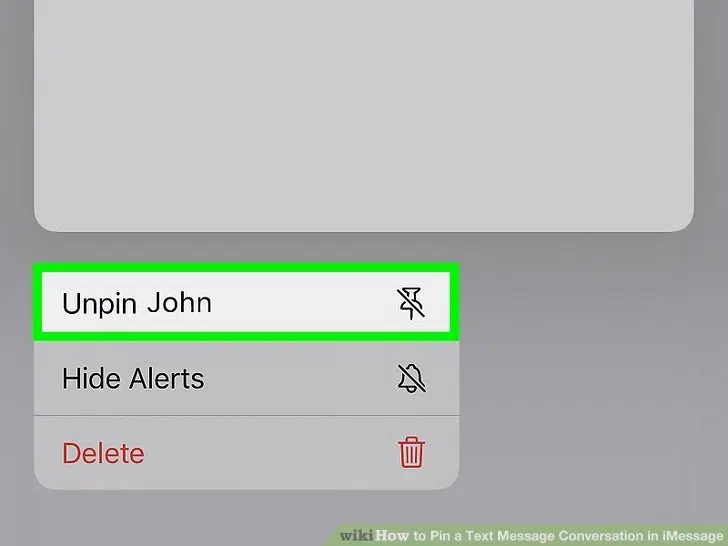 Unpin John
Hide Alerts
Delete
wikiHow to Pin a Text Message Conversation in iMessage